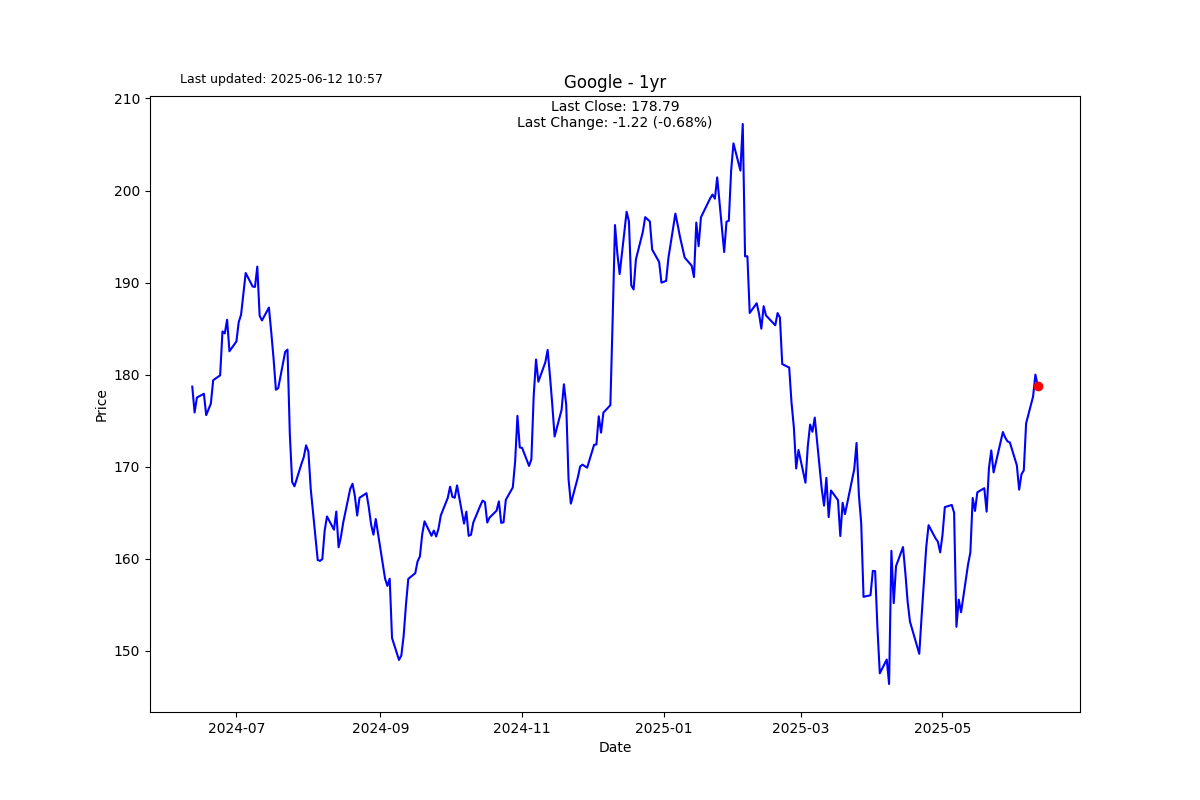 Last updated: 2025-06-12 10:57
Google - 1yr
Last Close: 178.79
Last Change: -1.22 (-0.68%)
210
200
190
180
170
160
150
Price
2024-07
2024-09
2024-11
2025-01
2025-03
2025-05
Date